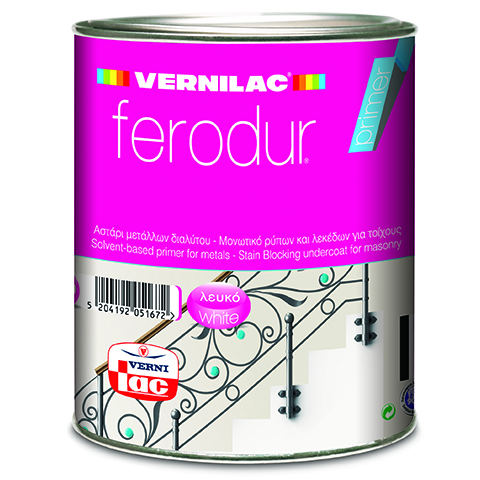 VERNILAC®
ferodur®
primer
Αστάρι μετάλλων διαλύτου - Μονωτικό ρύπων και λεκέδων για τοίχους
Solvent-based primer for metals - Stain Blocking undercoat for masonry
λευκό
white
5 204192 051672
VERNI
lac